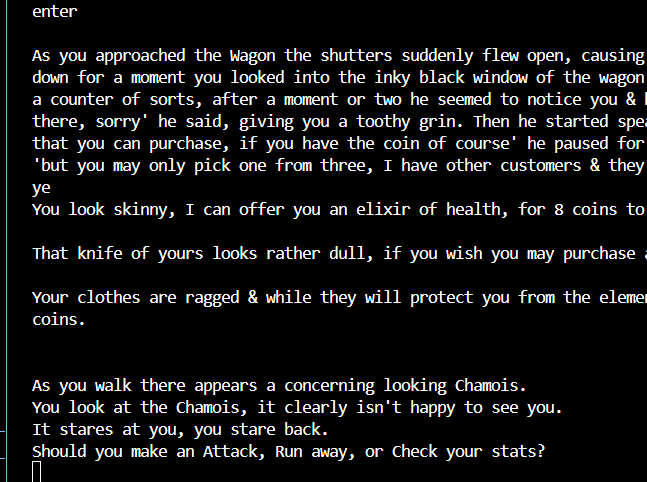 enter
As you approached the Wagon the shutters suddenly flew open, causing
down for a moment you looked into the inky black window of the wagon
a counter of sorts, after a moment or two he seemed to notice you &
there, sorry' he said, giving you a toothy grin. Then he started
that you can purchase, if you have the coin of course' he paused for
'but you may only pick one from three, I have other customers & they
ye
You look skinny, I can offer you an elixir of health, for 8 coins to
That knife of yours looks rather dull, if you wish you may purchase
Your clothes are ragged & while they will protect you from the
coins.
As you walk there appears a concerning looking Chamois.
You look at the Chamois, it clearly isn't happy to see you.
It stares at you, you stare back.
Should you make an Attack, Run away, or Check your stats?